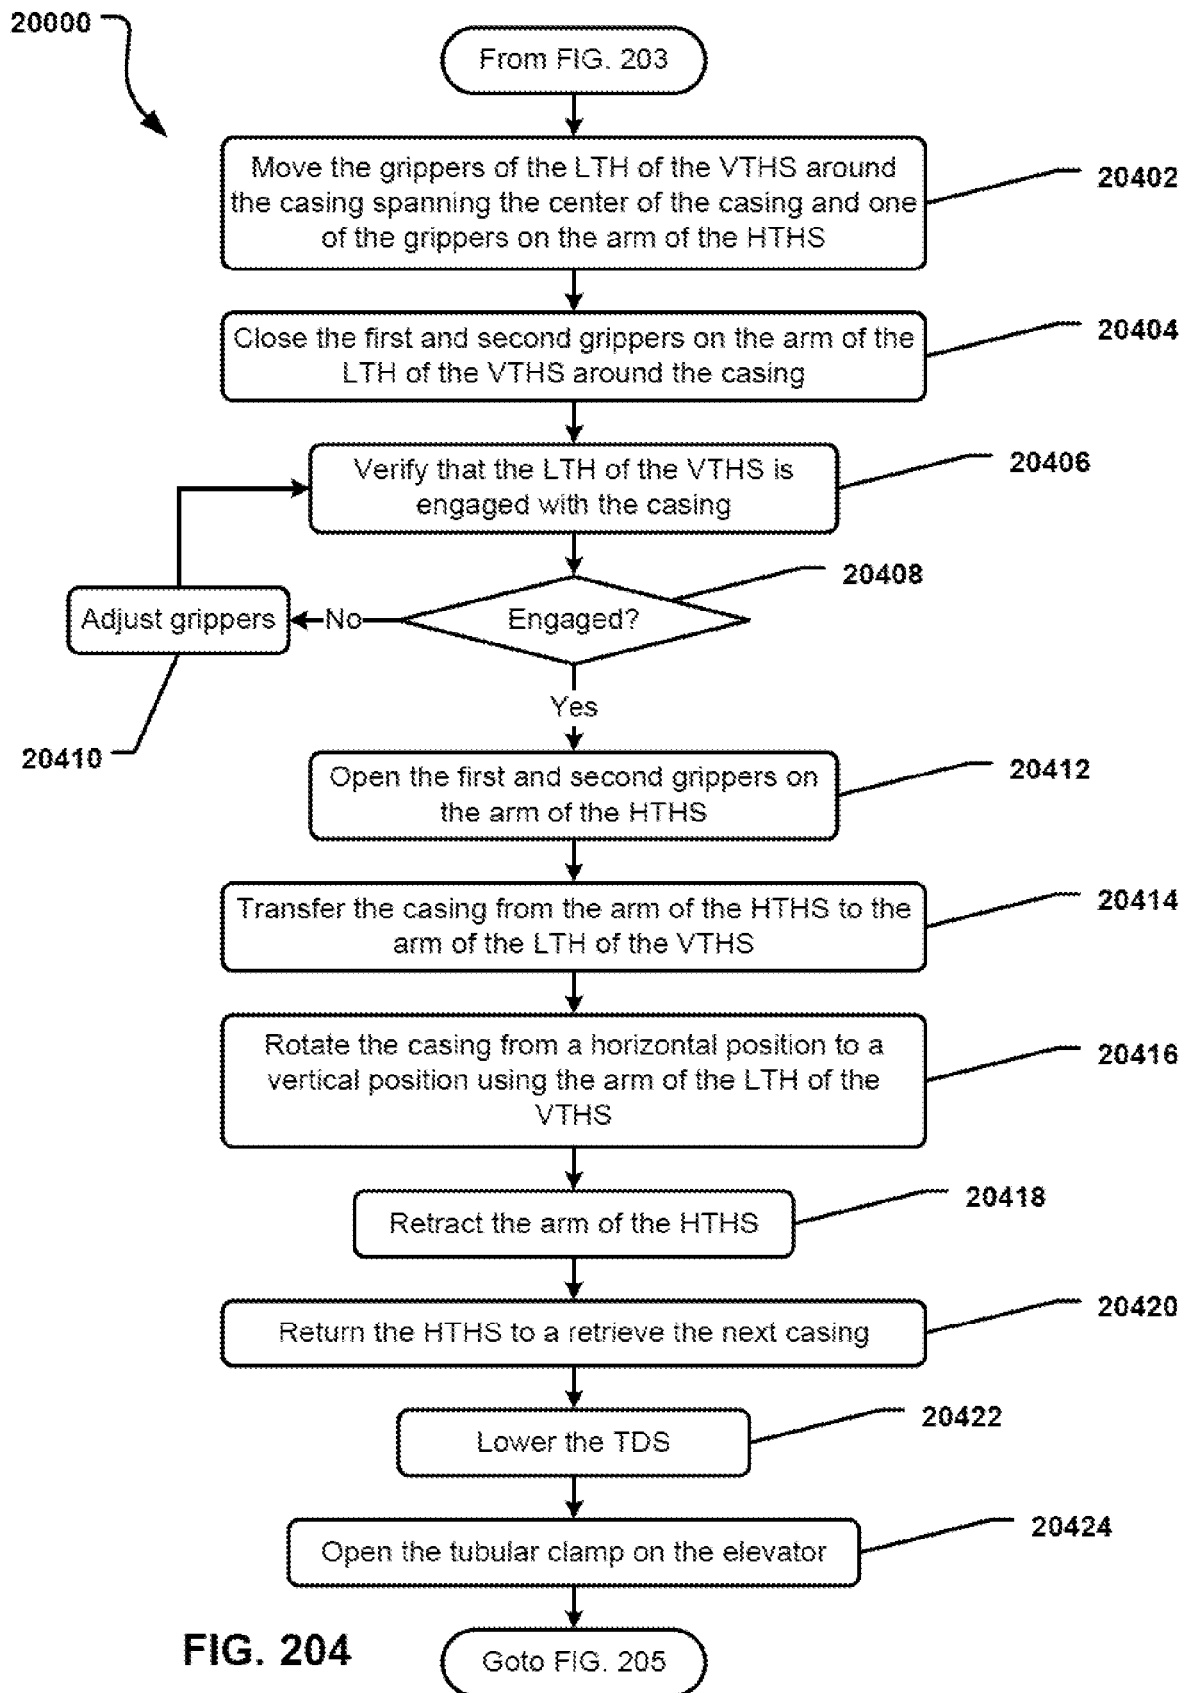 20000
From FIG. 203
Move the grippers of the LTH of the VTHS around
the casing spanning the center of the casing and one
of the grippers on the arm of the HTHS
20402
Close the first and second grippers on the arm of the
LTH of the VTHS around the casing
20404
Verify that the LTH of the VTHS is
engaged with the casing
20406
Engaged?
20408
No
Adjust grippers
20410
Yes
Open the first and second grippers on
the arm of the HTHS
20412
Transfer the casing from the arm of the HTHS to the
arm of the LTH of the VTHS
20414
Rotate the casing from a horizontal position to a
vertical position using the arm of the LTH of the
VTHS
20416
Retract the arm of the HTHS
20418
Return the HTHS to a retrieve the next casing
20420
Lower the TDS
20422
Open the tubular clamp on the elevator
20424
FIG. 204
Goto FIG. 205